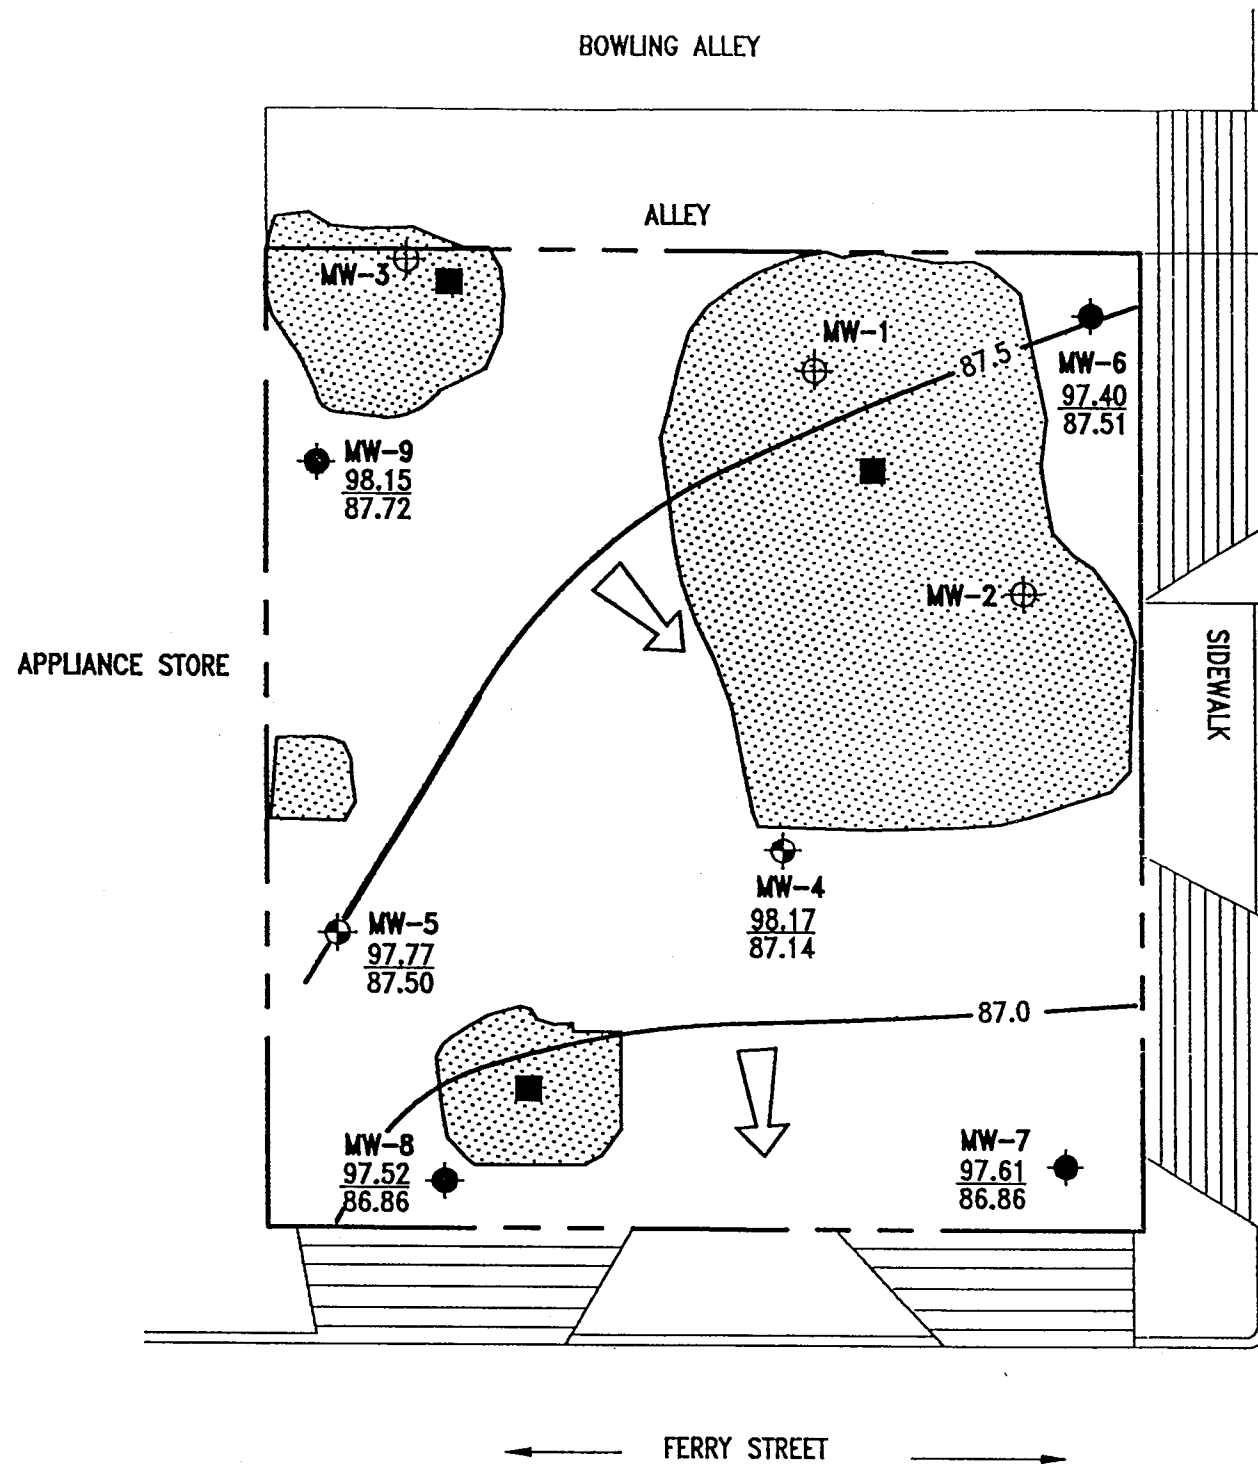 BOWLING ALLEY
ALLEY
MW-3
MW-1
87.5
MW-6
97.40
87.51
MW-9
98.15
87.72
MW-2
APPLIANCE STORE
SIDEWALK
MW-4
98.17
87.14
MW-5
97.77
87.50
87.0
MW-8
97.52
86.86
MW-7
97.61
86.86
FERRY STREET